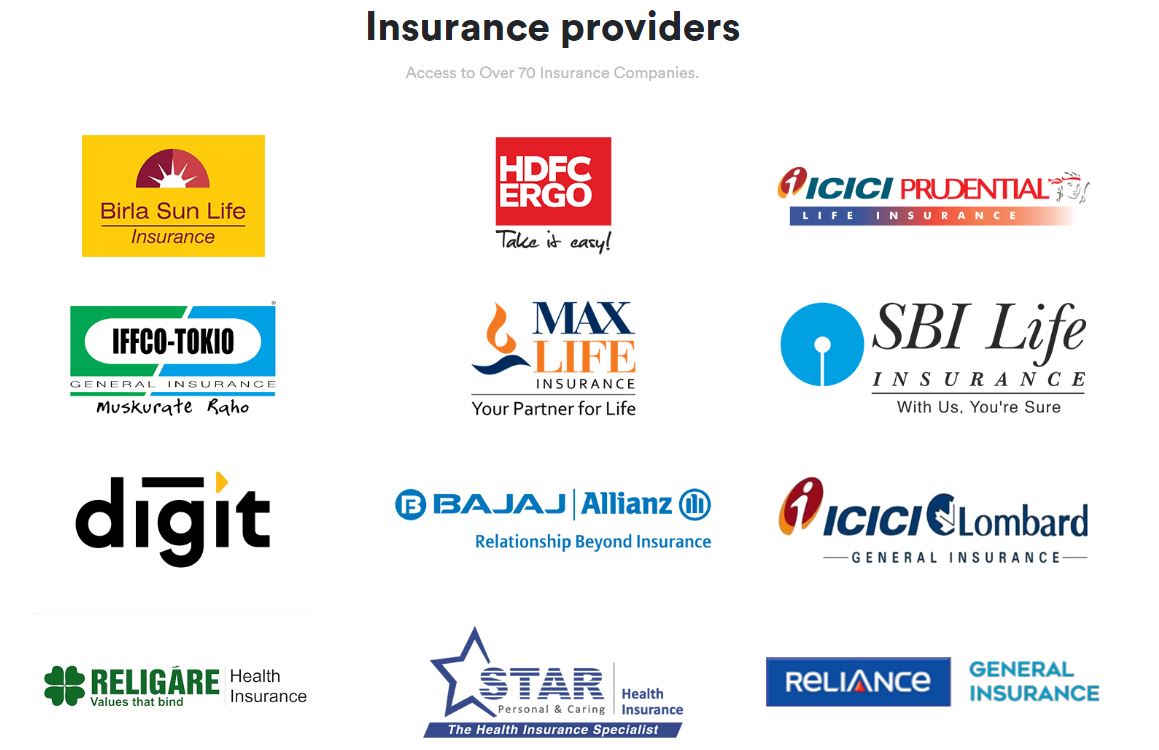 Insurance providers
Access to Over 70 Insurance Companies.
Birla Sun Life
Insurance
HDFC
ERGO
Take it easy!
ICICI PRUDENTIAL
LIFE INSURANCE
IFFCO-TOKIO
GENERAL INSURANCE
Muskurate Raho
MAX
LIFE
INSURANCE
Your Partner for Life
SBI Life
INSURANCE
With Us, You're Sure
digit
B BAJAJ Allianz
Relationship Beyond Insurance
ICICI Lombard
GENERAL INSURANCE
RELIGÁRE
Values that bind
Health
Insurance
STAR
Personal & Caring
Health
Insurance
The Health Insurance Specialist
RELIANCe
GENERAL
INSURANCE